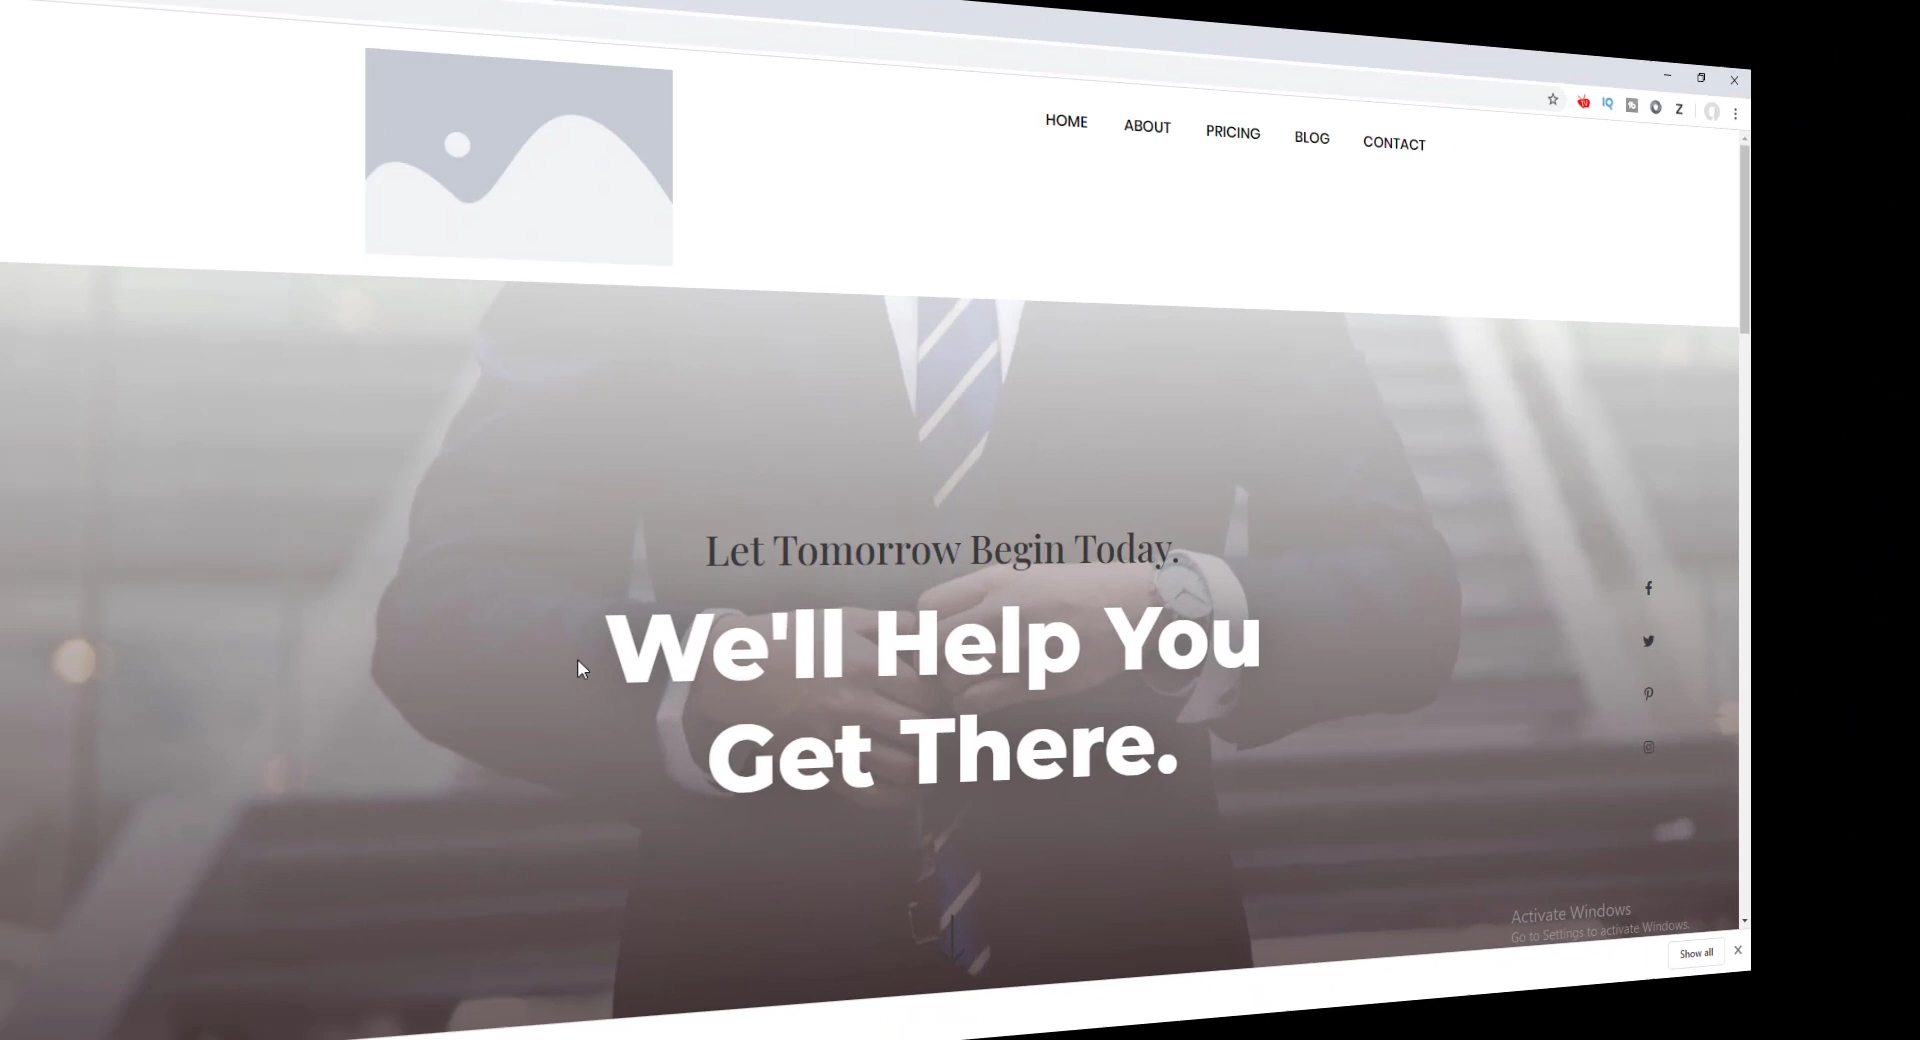 IQ
Z
HOME ABOUT PRICING BLOG CONTACT
Let Tomorrow Begin Today.
We'll Help You
Get There.
Activate Windows
Go to Settings to activate Windows.
Show all